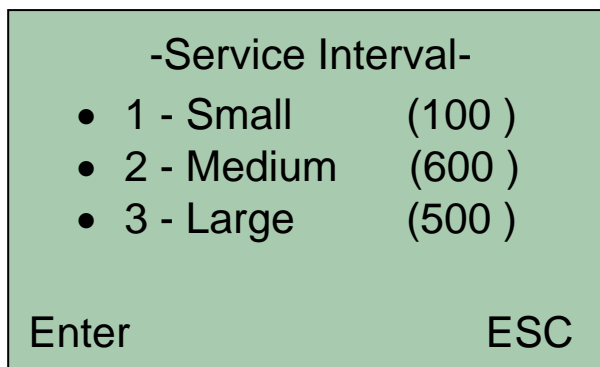 -Service Interval-
• 1 - Small (100 )
• 2 - Medium (600 )
• 3 - Large (500 )
Enter ESC